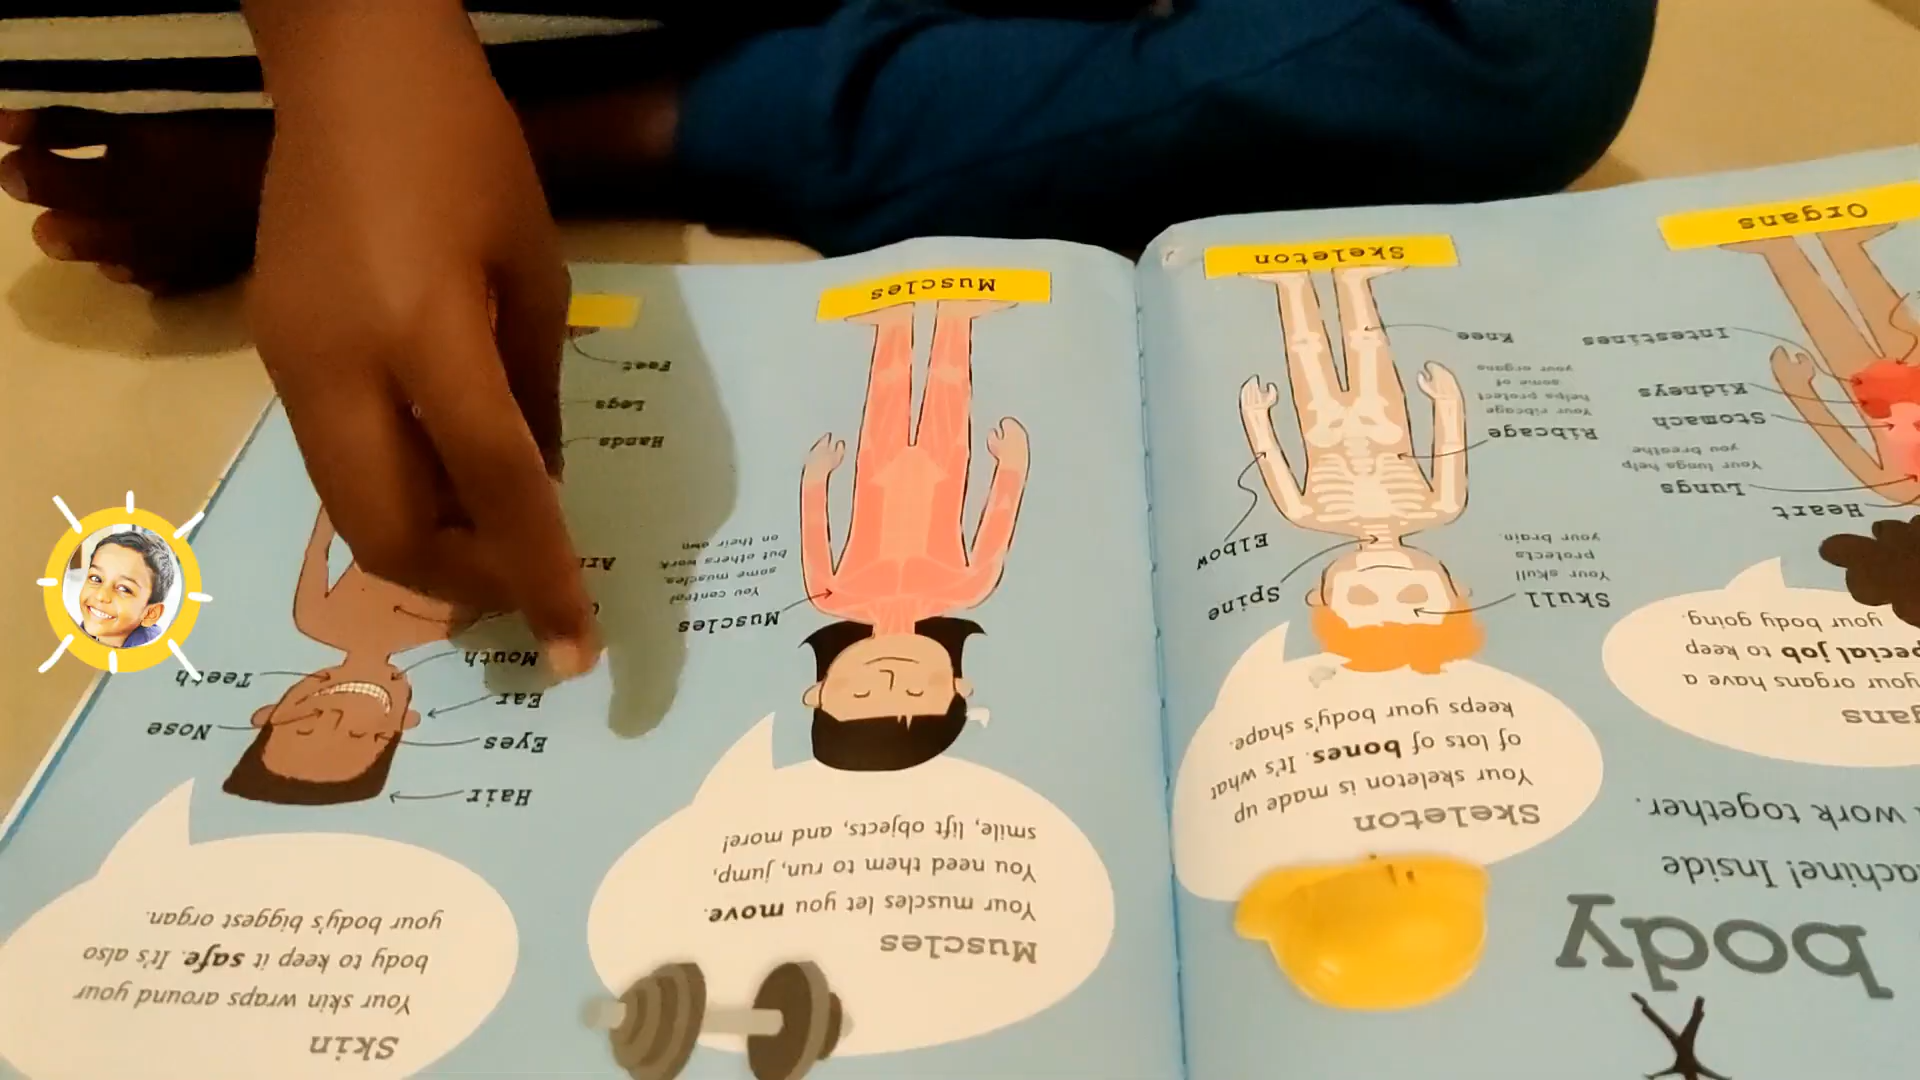 body
achine! Inside
work together.
Skin
Your skin wraps around your
body to keep it safe. It's also
your body's biggest organ.
Hair
Eyes
Ear
Mouth
Nose
Teeth
Hands
Legs
Feet
Muscles
Your muscles let you move.
You need them to run, jump,
smile, lift objects, and more!
Muscles
You control
some muscles,
but others work
on their own
Muscles
Skeleton
Your skeleton is made up
of lots of bones. It's what
keeps your body's shape.
Skull
Your skull
protects
your brain.
Spine
Elbow
Ribcage
Your ribcage
helps protect
some of
your organs
Knee
Skeleton
gans
your organs have a
pecial job to keep
your body going.
Heart
Lungs
Your lungs help
you breathe
Stomach
Kidneys
Intestines
Organs